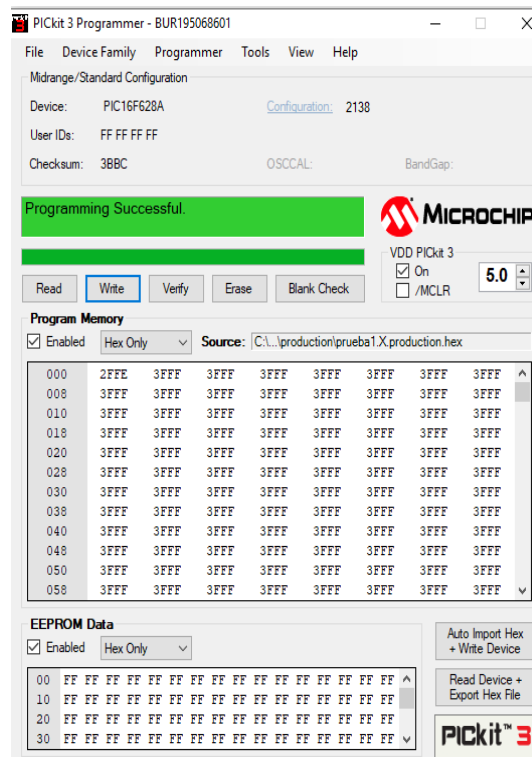 PICkit 3 Programmer - BUR195068601
File Device Family Programmer Tools View Help
Midrange/Standard Configuration
Device: PIC16F628A Configuration: 2138
User IDs: FF FF FF FF
Checksum: 3BBC OSCCAL: BandGap:
Programming Successful.
MICROCHIP
VDD PICkit 3
On
/MCLR
5.0
Read Write Verify Erase Blank Check
Program Memory
Enabled Hex Only Source: C:\...\production\prueba1.X.production.hex
000 2FFE 3FFF 3FFF 3FFF 3FFF 3FFF 3FFF 3FFF
008 3FFF 3FFF 3FFF 3FFF 3FFF 3FFF 3FFF 3FFF
010 3FFF 3FFF 3FFF 3FFF 3FFF 3FFF 3FFF 3FFF
018 3FFF 3FFF 3FFF 3FFF 3FFF 3FFF 3FFF 3FFF
020 3FFF 3FFF 3FFF 3FFF 3FFF 3FFF 3FFF 3FFF
028 3FFF 3FFF 3FFF 3FFF 3FFF 3FFF 3FFF 3FFF
030 3FFF 3FFF 3FFF 3FFF 3FFF 3FFF 3FFF 3FFF
038 3FFF 3FFF 3FFF 3FFF 3FFF 3FFF 3FFF 3FFF
040 3FFF 3FFF 3FFF 3FFF 3FFF 3FFF 3FFF 3FFF
048 3FFF 3FFF 3FFF 3FFF 3FFF 3FFF 3FFF 3FFF
050 3FFF 3FFF 3FFF 3FFF 3FFF 3FFF 3FFF 3FFF
058 3FFF 3FFF 3FFF 3FFF 3FFF 3FFF 3FFF 3FFF
EEPROM Data
Enabled Hex Only
00 FF FF FF FF FF FF FF FF FF FF FF FF FF FF FF FF
10 FF FF FF FF FF FF FF FF FF FF FF FF FF FF FF FF
20 FF FF FF FF FF FF FF FF FF FF FF FF FF FF FF FF
30 FF FF FF FF FF FF FF FF FF FF FF FF FF FF FF FF
Auto Import Hex
+ Write Device
Read Device +
Export Hex File
PICkit™ 3